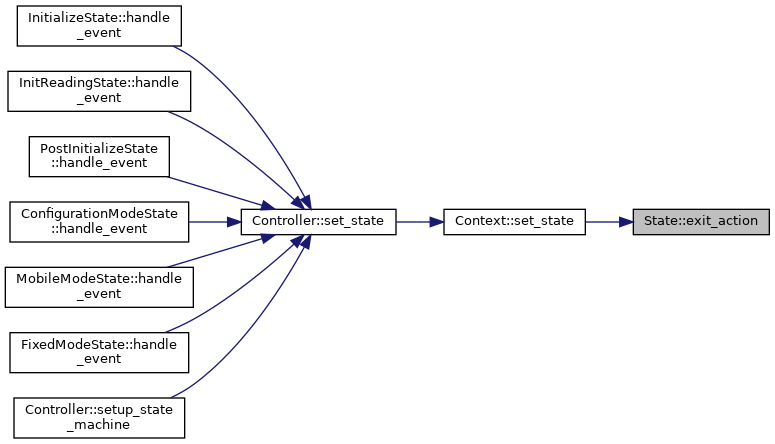 InitializeState::handle
_event
InitReadingState::handle
_event
PostInitializeState
::handle_event
ConfigurationModeState
::handle_event
MobileModeState::handle
_event
FixedModeState::handle
_event
Controller::setup_state
_machine
Controller::set_state
Context::set_state
State::exit_action